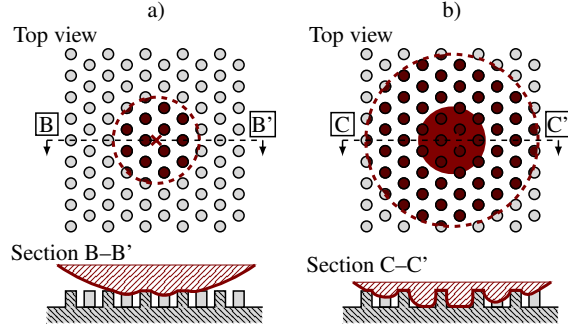 a)
Top view
B
B'
Section B–B'
b)
Top view
C
C'
Section C–C'